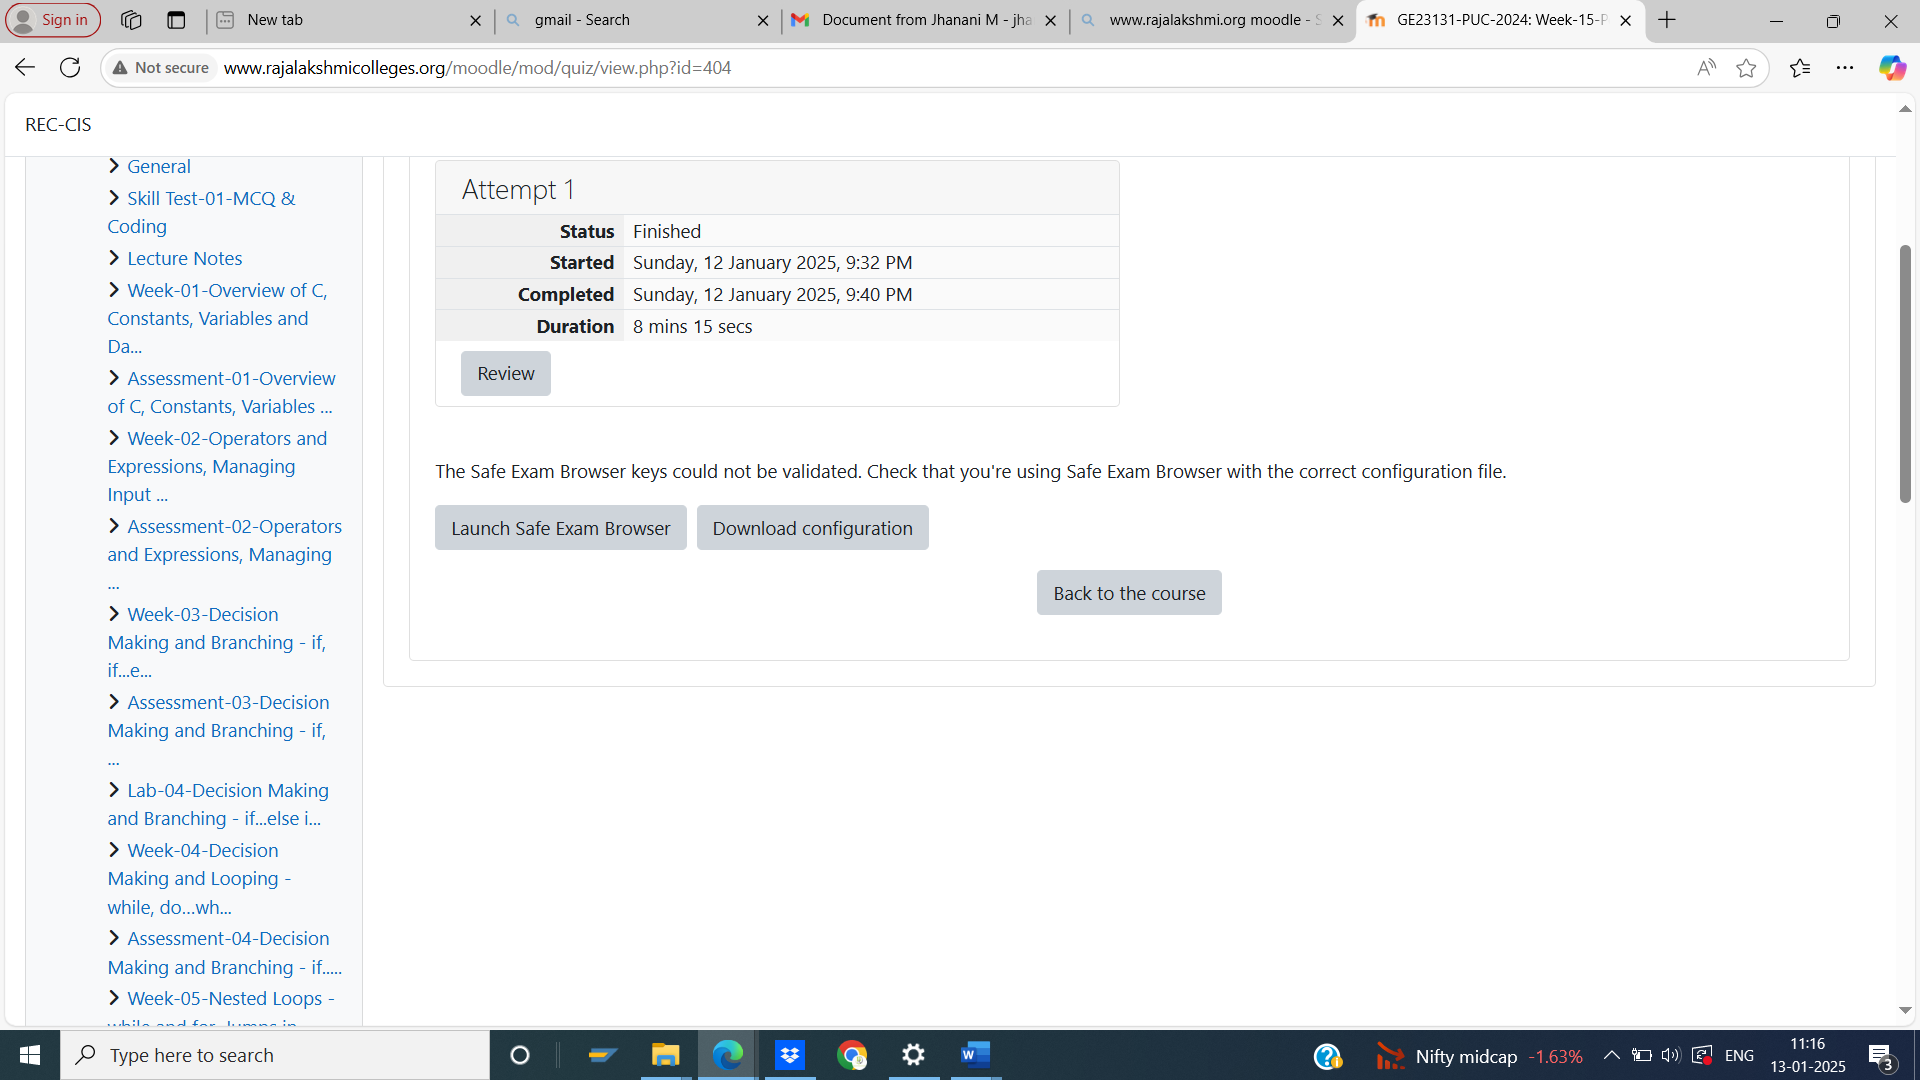 Sign in
New tab
gmail - Search
Document from Jhanani M - jha
www.rajalakshmi.org moodle - S
GE23131-PUC-2024: Week-15-P
Not secure
www.rajalakshmicolleges.org/moodle/mod/quiz/view.php?id=404
REC-CIS
General
Skill Test-01-MCQ &
Coding
Lecture Notes
Week-01-Overview of C,
Constants, Variables and
Da...
Assessment-01-Overview
of C, Constants, Variables ...
Week-02-Operators and
Expressions, Managing
Input ...
Assessment-02-Operators
and Expressions, Managing
...
Week-03-Decision
Making and Branching - if,
if...e...
Assessment-03-Decision
Making and Branching - if,
...
Lab-04-Decision Making
and Branching - if...else i...
Week-04-Decision
Making and Looping -
while, do...wh...
Assessment-04-Decision
Making and Branching - if.....
Week-05-Nested Loops -
while and for, Jumps in
Attempt 1
Status Finished
Started Sunday, 12 January 2025, 9:32 PM
Completed Sunday, 12 January 2025, 9:40 PM
Duration 8 mins 15 secs
Review
The Safe Exam Browser keys could not be validated. Check that you're using Safe Exam Browser with the correct configuration file.
Launch Safe Exam Browser
Download configuration
Back to the course
Type here to search
Nifty midcap -1.63%
ENG
11:16
13-01-2025
3